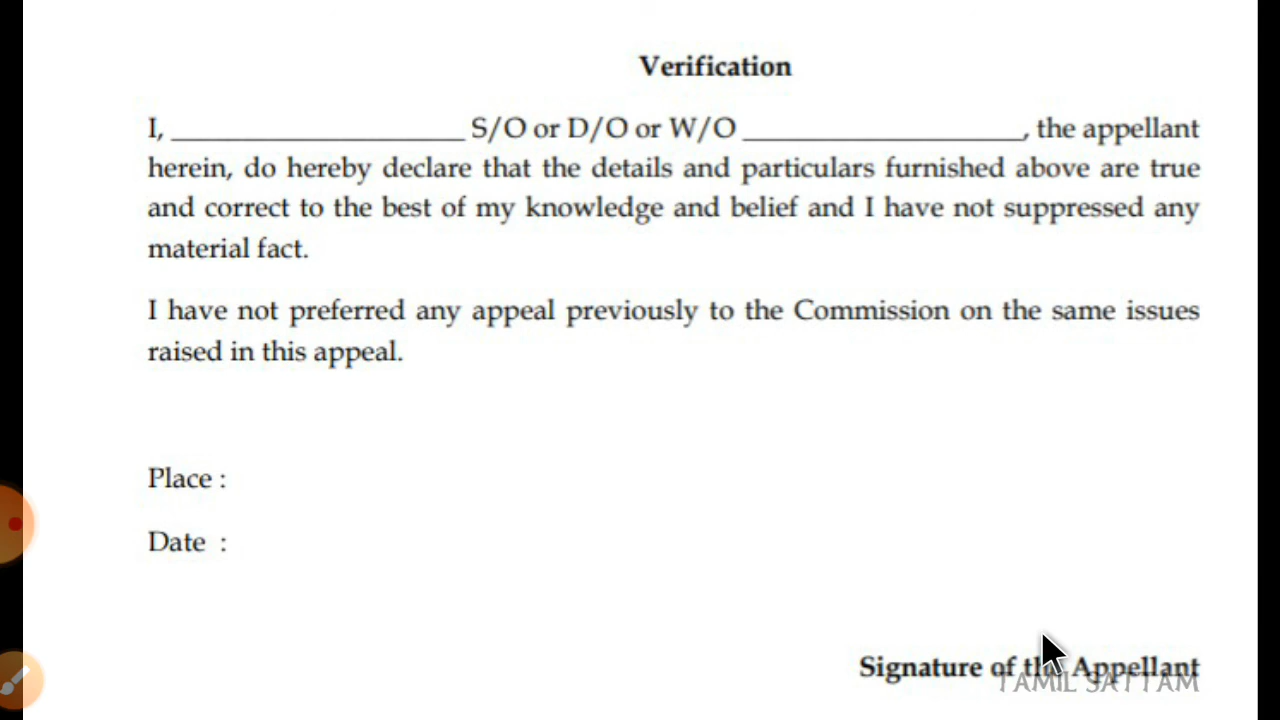 Verification
I, ____________________ S/O or D/O or W/O ____________________, the appellant
herein, do hereby declare that the details and particulars furnished above are true
and correct to the best of my knowledge and belief and I have not suppressed any
material fact.
I have not preferred any appeal previously to the Commission on the same issues
raised in this appeal.
Place :
Date :
Signature of the Appellant
TAMIL SATTAM